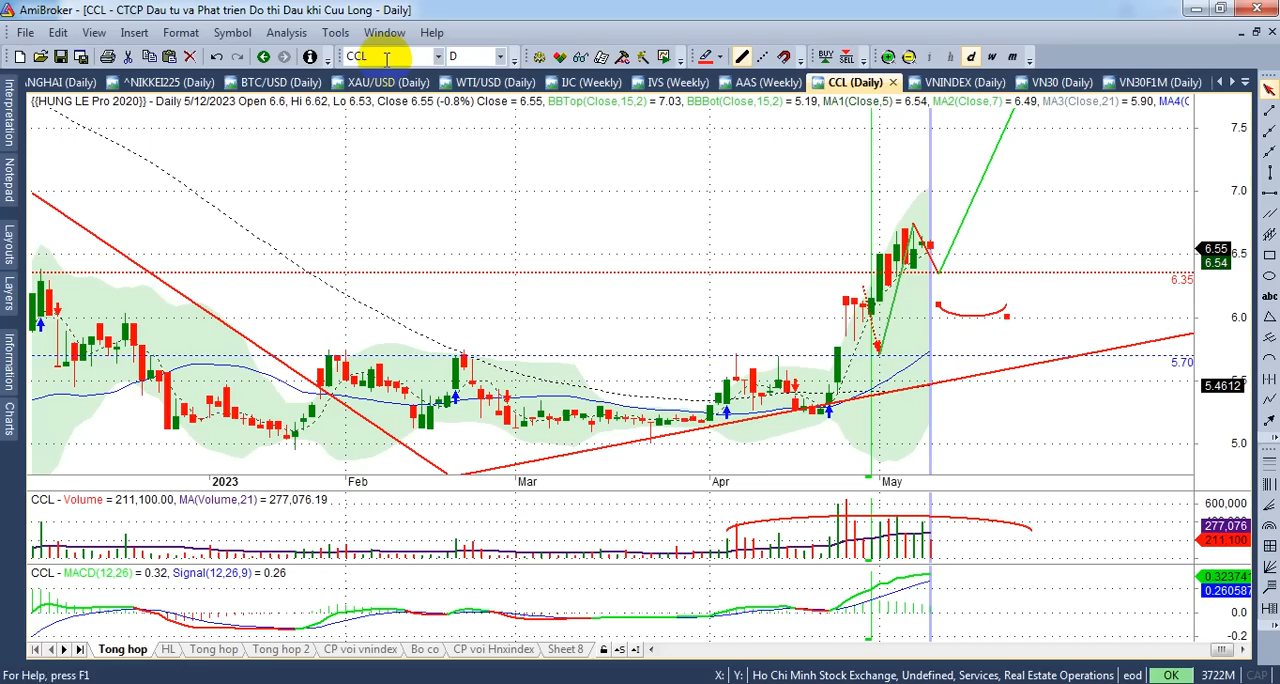 AmiBroker - [CCL - CTCP Dau tu va Phat trien Do thi Dau khi Cuu Long - Daily]
File Edit View Insert Format Symbol Analysis Tools Window Help
CCL D BUY SELL i h d w m
NGHAI (Daily) ^NIKKEI225 (Daily) BTC/USD (Daily) XAU/USD (Daily) WTI/USD (Daily) IJC (Weekly) IVS (Weekly) AAS (Weekly) CCL (Daily) VNINDEX (Daily) VN30 (Daily) VN30F1M (Daily)
{{HUNG LE Pro 2020}} - Daily 5/12/2023 Open 6.6, Hi 6.62, Lo 6.53, Close 6.55 (-0.8%) Close = 6.55, BBTop(Close,15,2) = 7.03, BBBot(Close,15,2) = 5.19, MA1(Close,5) = 6.54, MA2(Close,7) = 6.49, MA3(Close,21) = 5.90, MA4(C
Interpretation
Notepad
Layouts
Layers
Information
Charts
abc
7.5
7.0
6.55
6.5
6.54
6.35
6.0
5.70
5.4612
5.0
2023 Feb Mar Apr May
CCL - Volume = 211,100.00, MA(Volume,21) = 277,076.19
600,000
277,076
211,100
CCL - MACD(12,26) = 0.32, Signal(12,26,9) = 0.26
0.323741
0.260587
0.0
-0.2
Tong hop HL Tong hop Tong hop 2 CP voi vnindex Bao co CP voi Hnxindex Sheet 8
For Help, press F1 X: Y: Ho Chi Minh Stock Exchange, Undefined, Services, Real Estate Operations eod OK 3722M CAP